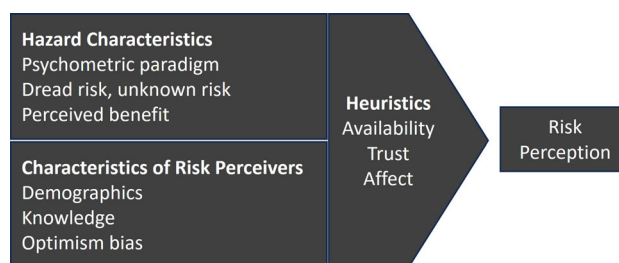 Hazard Characteristics
Psychometric paradigm
Dread risk, unknown risk
Perceived benefit
Characteristics of Risk Perceivers
Demographics
Knowledge
Optimism bias
Heuristics
Availability
Trust
Affect
Risk
Perception